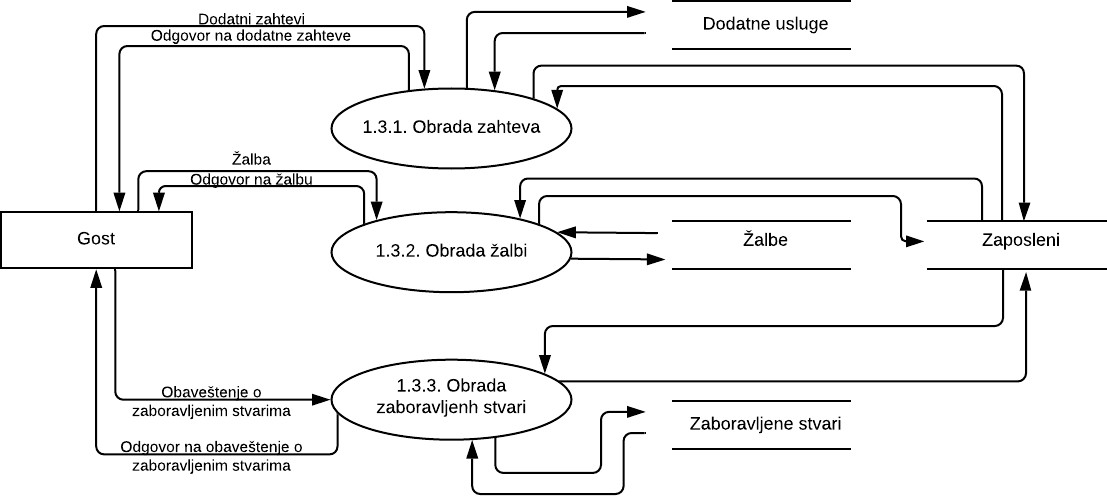 Dodatni zahtevi
Odgovor na dodatne zahteve
Dodatne usluge
1.3.1. Obrada zahteva
Žalba
Odgovor na žalbu
Gost
1.3.2. Obrada žalbi
Žalbe
Zaposleni
1.3.3. Obrada
zaboravljenh stvari
Obaveštenje o
zaboravljenim stvarima
Zaboravljene stvari
Odgovor na obaveštenje o
zaboravljenim stvarima